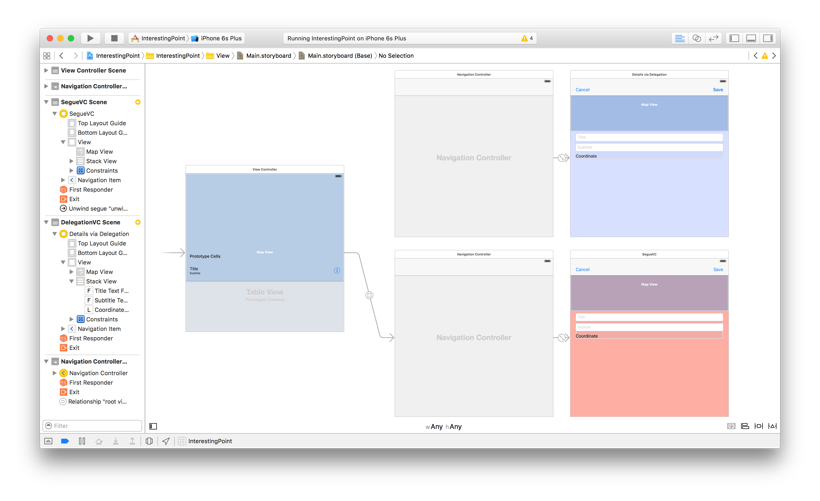 InterestingPoint 〉 iPhone 6s Plus
Running InterestingPoint on iPhone 6s Plus
4
InterestingPoint 〉 InterestingPoint 〉 View 〉 Main.storyboard 〉 Main.storyboard (Base) 〉 No Selection
View Controller Scene
Navigation Controller...
SegueVC Scene
SegueVC
Top Layout Guide
Bottom Layout G...
View
Map View
Stack View
Constraints
Navigation Item
First Responder
Exit
Unwind segue "unwi...
DelegationVC Scene
Details via Delegation
Top Layout Guide
Bottom Layout G...
View
Map View
Stack View
F Title Text F...
F Subtitle Te...
L Coordinate...
Constraints
Navigation Item
First Responder
Exit
Navigation Controller...
Navigation Controller
First Responder
Exit
Relationship "root vi...
Filter
View Controller
Map View
Prototype Cells
Title
Subtitle
Table View
Prototype Content
Navigation Controller
Navigation Controller
Details via Delegation
Cancel
Save
Map View
Title
Subtitle
Coordinate
Navigation Controller
Navigation Controller
SegueVC
Cancel
Save
Map View
Title
Subtitle
Coordinate
wAny hAny
InterestingPoint